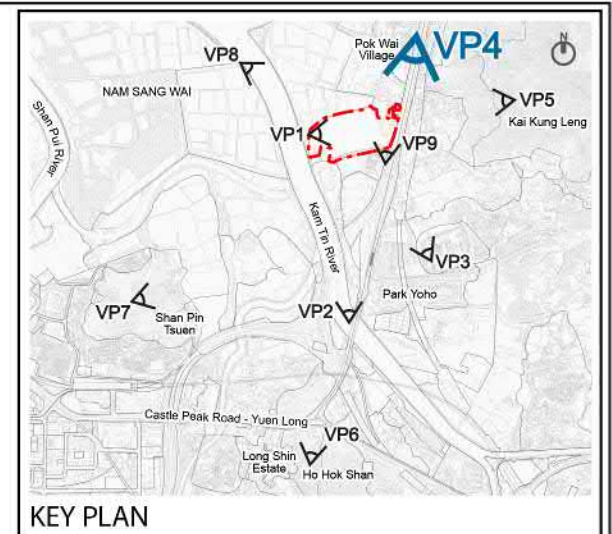 Pok Wai
Village
VP4
N
VP8
NAM SANG WAI
VP5
Kai Kung Leng
Shan Pui River
VP1
VP9
Kam Tin River
VP3
Park Yoho
VP7
Shan Pin
Tsuen
VP2
Castle Peak Road - Yuen Long
VP6
Long Shin
Estate
Ho Hok Shan
KEY PLAN